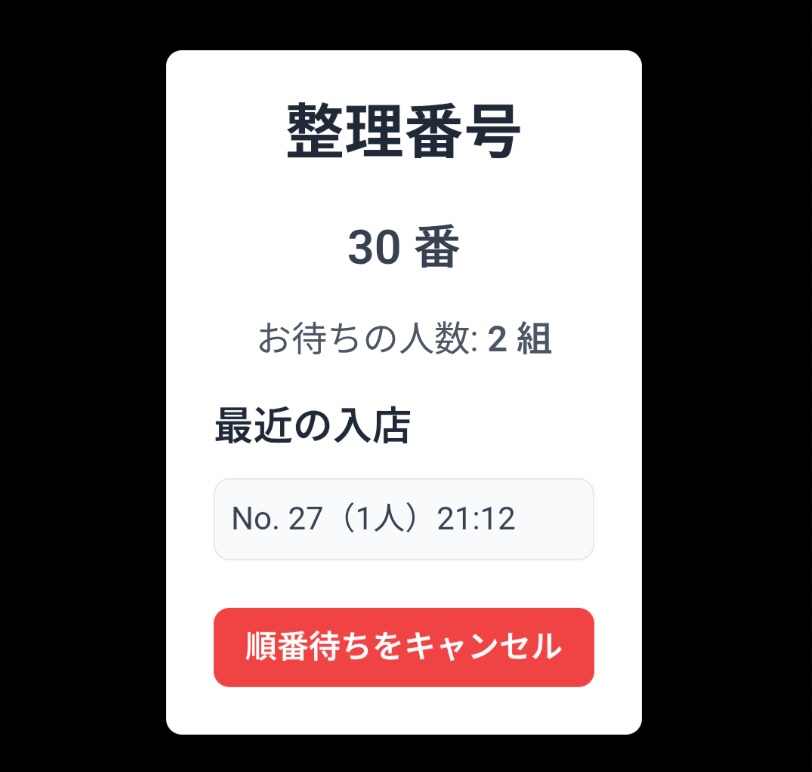 整理番号
30 番
お待ちの人数: 2 組
最近の入店
No. 27（1人）21:12
順番待ちをキャンセル